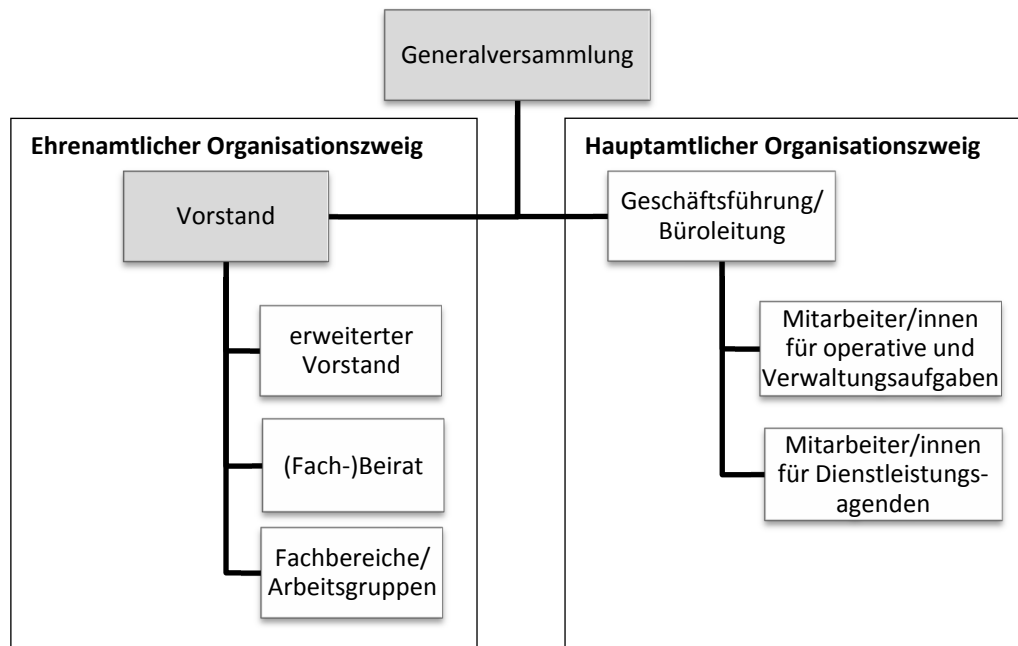 Generalversammlung
Ehrenamtlicher Organisationszweig
Vorstand
erweiterter
Vorstand
(Fach-)Beirat
Fachbereiche/
Arbeitsgruppen
Hauptamtlicher Organisationszweig
Geschäftsführung/
Büroleitung
Mitarbeiter/innen
für operative und
Verwaltungsaufgaben
Mitarbeiter/innen
für Dienstleistungs-
agenden